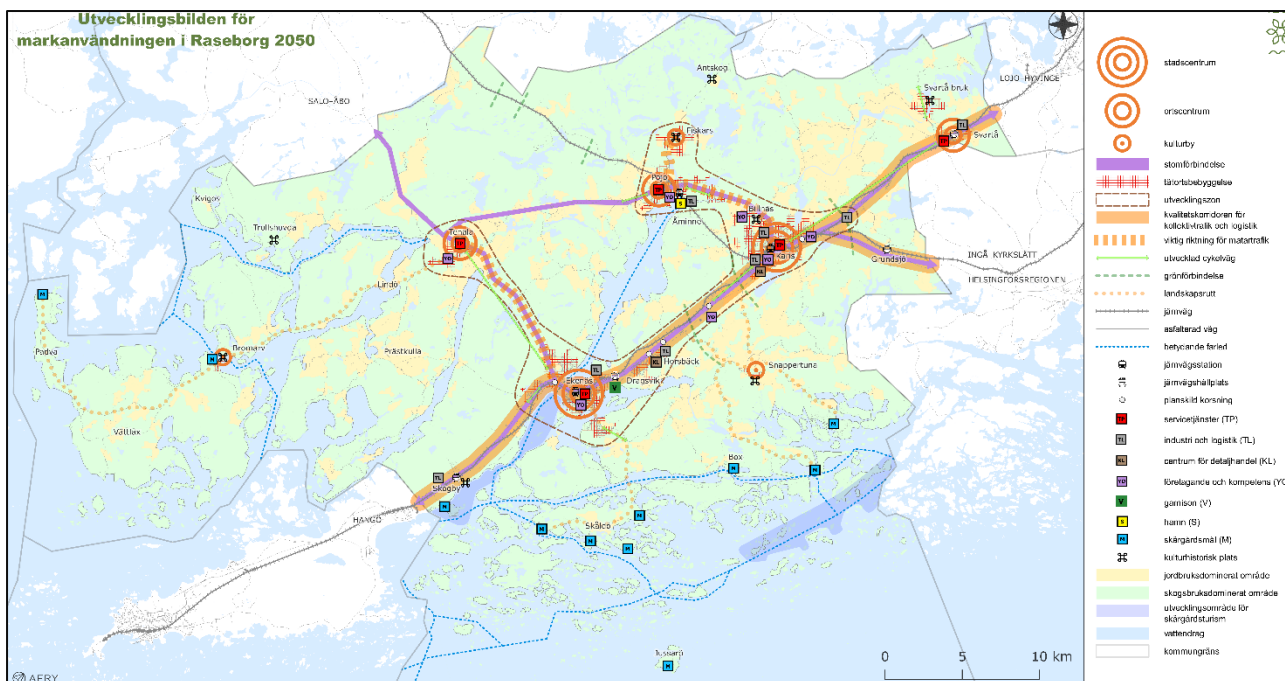 Utvecklingsbilden för
markanvändningen i Raseborg 2050
SALO-ÅBO
LOJO HYVINGE
Antskog
Svartå bruk
Svartå
Fiskars
Pojo
Kvigos
Trollshovda
Tenala
Billnäs
Åminne
Grundsjö
INGÅ KYRKSLÄTT
HELSINGFORSREGIONEN
Lindö
Padva
Bromarv
Prästkulla
Horsbäck
Ekenäs
Dragsvik
Snappertuna
Vättlax
Box
Skogby
HANGÖ
Skåldö
Jussarö
0 5 10 km
AFRY
stadscentrum
ortscentrum
kulturby
stomförbindelse
tätortsbebyggelse
utvecklingszon
kvalitetskorridoren för
kollektivtrafik och logistik
viktig riktning för matartrafik
utvecklad cykelväg
grönförbindelse
landskapsrutt
järnväg
asfalterad väg
betydande farled
järnvägsstation
järnvägshållplats
planskild korsning
TP servicetjänster (TP)
TL industri och logistik (TL)
KL centrum för detaljhandel (KL)
YO företagande och kompetens (YO
V garnison (V)
S hamn (S)
M skärgårdsmål (M)
kulturhistorisk plats
jordbruksdominerat område
skogsbruksdominerat område
utvecklingsområde för
skärgårdsturism
vattendrag
kommungräns